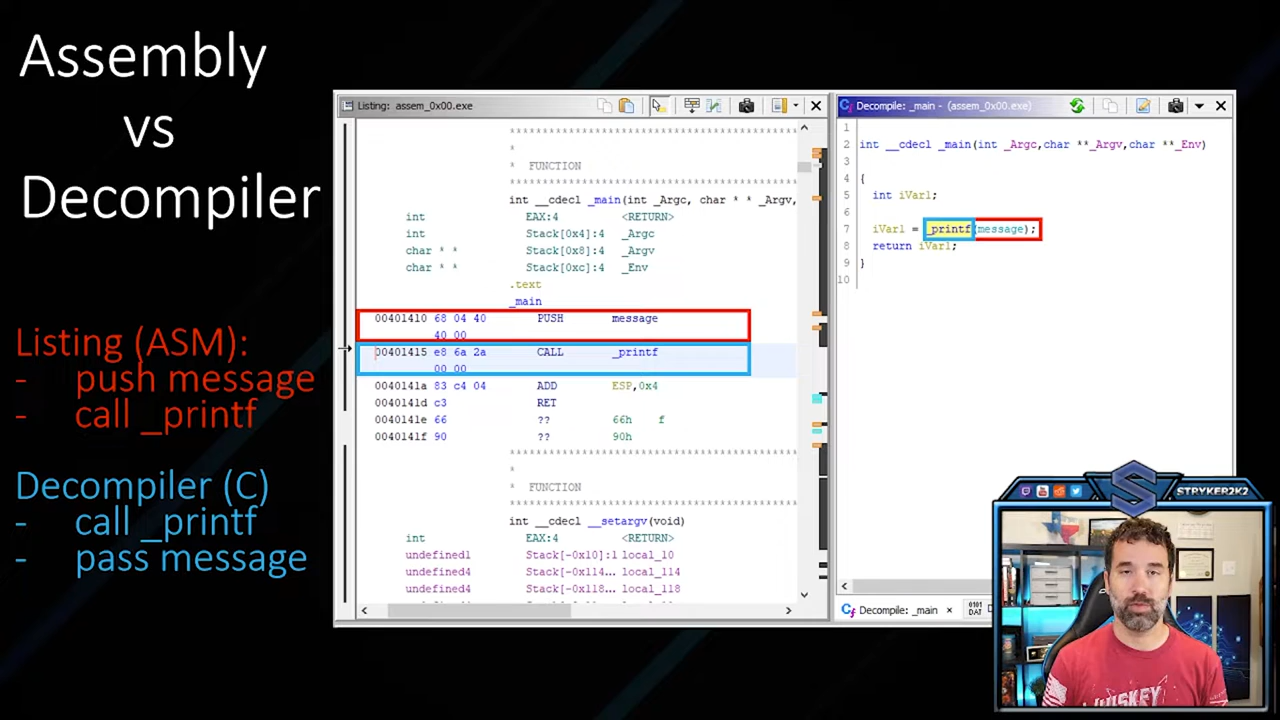 Assembly
vs
Decompiler
Listing (ASM):
- push message
- call _printf
Decompiler (C)
- call _printf
- pass message
Listing: assem_0x00.exe
*************************************
*
* FUNCTION
*************************************
int __cdecl _main(int _Argc, char * * _Argv,
int EAX:4 <RETURN>
int Stack[0x4]:4 _Argc
char * * Stack[0x8]:4 _Argv
char * * Stack[0xc]:4 _Env
.text
_main
00401410 68 04 40 PUSH message
40 00
00401415 e8 6a 2a CALL _printf
00 00
0040141a 83 c4 04 ADD ESP,0x4
0040141d c3 RET
0040141e 66 ?? 66h f
0040141f 90 ?? 90h
*************************************
*
* FUNCTION
*************************************
int __cdecl __setargv(void)
int EAX:4 <RETURN>
undefined1 Stack[-0x10]:1 local_10
undefined4 Stack[-0x114... local_114
undefined4 Stack[-0x118... local_118
Decompile: _main - (assem_0x00.exe)
1
2 int __cdecl _main(int _Argc,char **_Argv,char **_Env)
3
4 {
5 int iVar1;
6
7 iVar1 = _printf(message);
8 return iVar1;
9 }
10
Decompile: _main
STRYKER2K2
WHISKEY